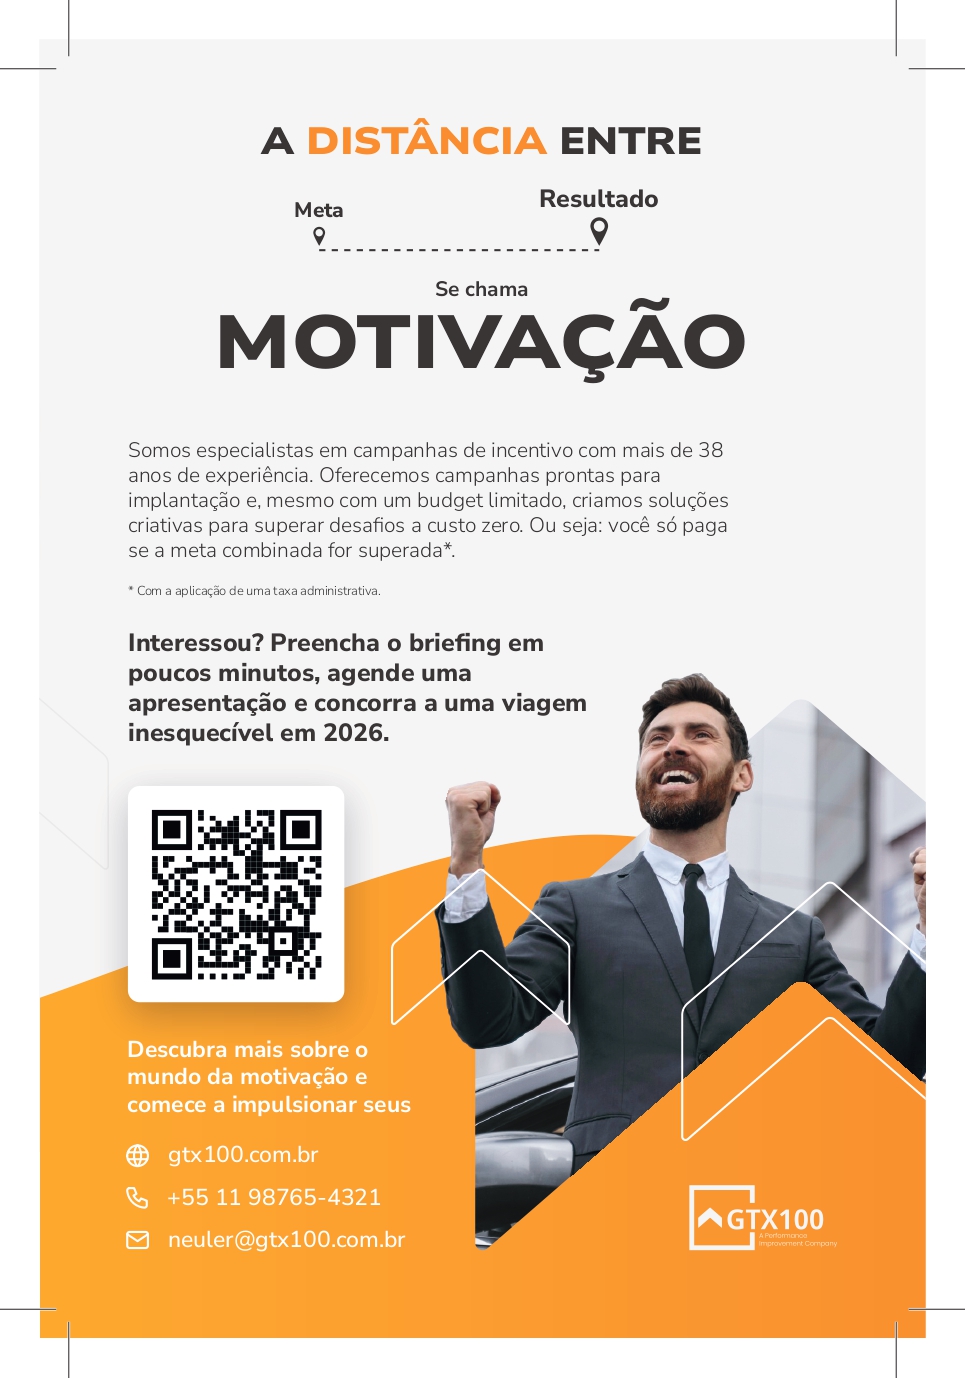 A DISTÂNCIA ENTRE
Meta
Resultado
Se chama
MOTIVAÇÃO
Somos especialistas em campanhas de incentivo com mais de 38
anos de experiência. Oferecemos campanhas prontas para
implantação e, mesmo com um budget limitado, criamos soluções
criativas para superar desafios a custo zero. Ou seja: você só paga
se a meta combinada for superada*.
* Com a aplicação de uma taxa administrativa.
Interessou? Preencha o briefing em
poucos minutos, agende uma
apresentação e concorra a uma viagem
inesquecível em 2026.
Descubra mais sobre o
mundo da motivação e
comece a impulsionar seus
gtx100.com.br
+55 11 98765-4321
neuler@gtx100.com.br
GTX100
A Performance
Improvement Company